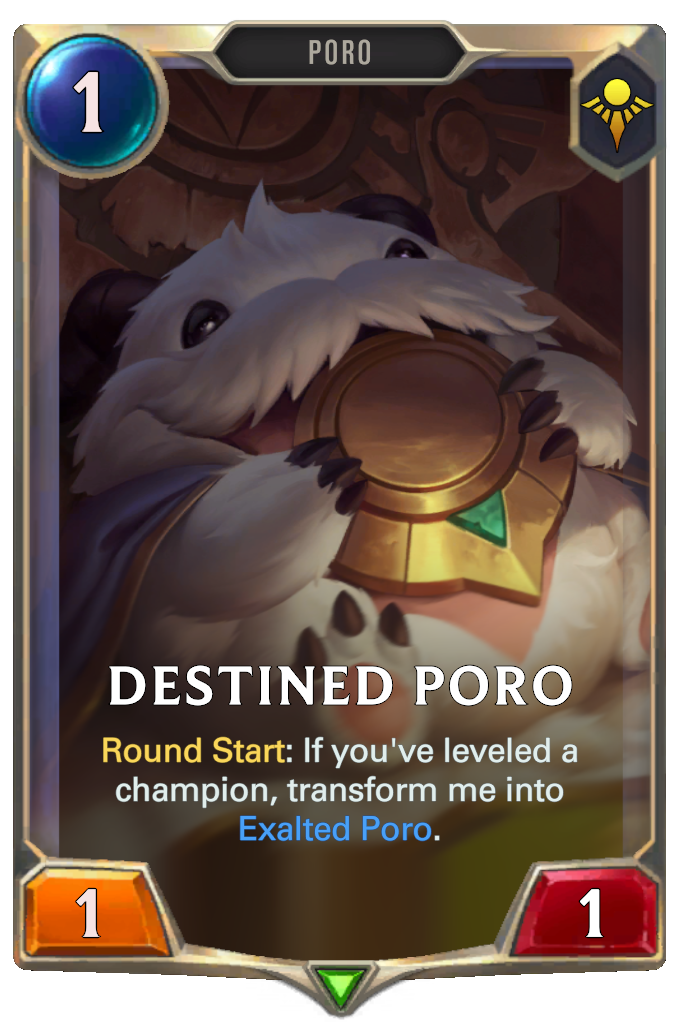 PORO
1
DESTINED PORO
Round Start: If you've leveled a
champion, transform me into
Exalted Poro.
1
1